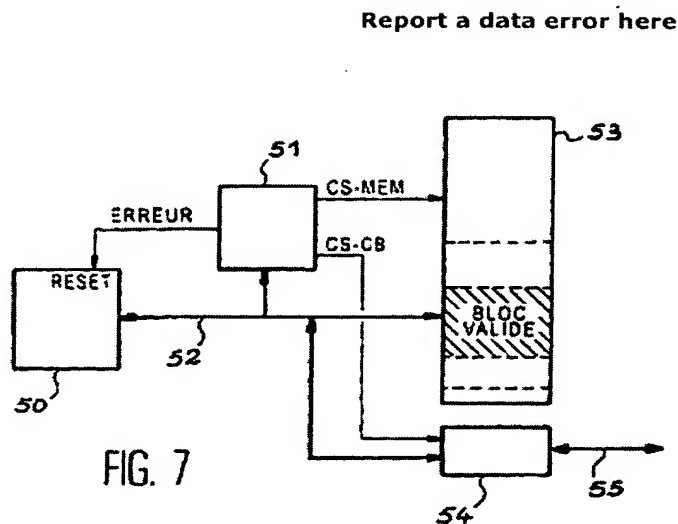 Report a data error here
53
51
CS-MEM
ERREUR
CS-CB
RESET
BLOC
VALIDE
52
50
FIG. 7
54
55